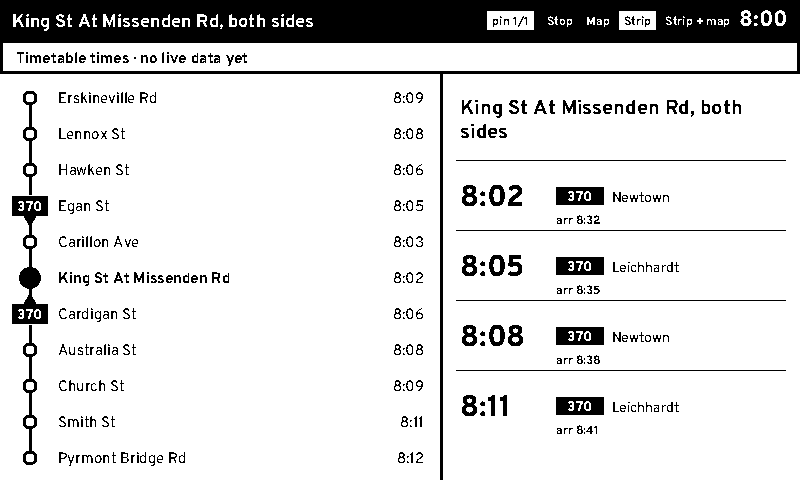 King St At Missenden Rd, both sides
pin 1/1 Stop Map Strip Strip + map 8:00
Timetable times · no live data yet
Erskineville Rd 8:09
Lennox St 8:08
Hawken St 8:06
370 Egan St 8:05
Carillon Ave 8:03
King St At Missenden Rd 8:02
370 Cardigan St 8:06
Australia St 8:08
Church St 8:09
Smith St 8:11
Pyrmont Bridge Rd 8:12
King St At Missenden Rd, both
sides
8:02 370 Newtown
arr 8:32
8:05 370 Leichhardt
arr 8:35
8:08 370 Newtown
arr 8:38
8:11 370 Leichhardt
arr 8:41